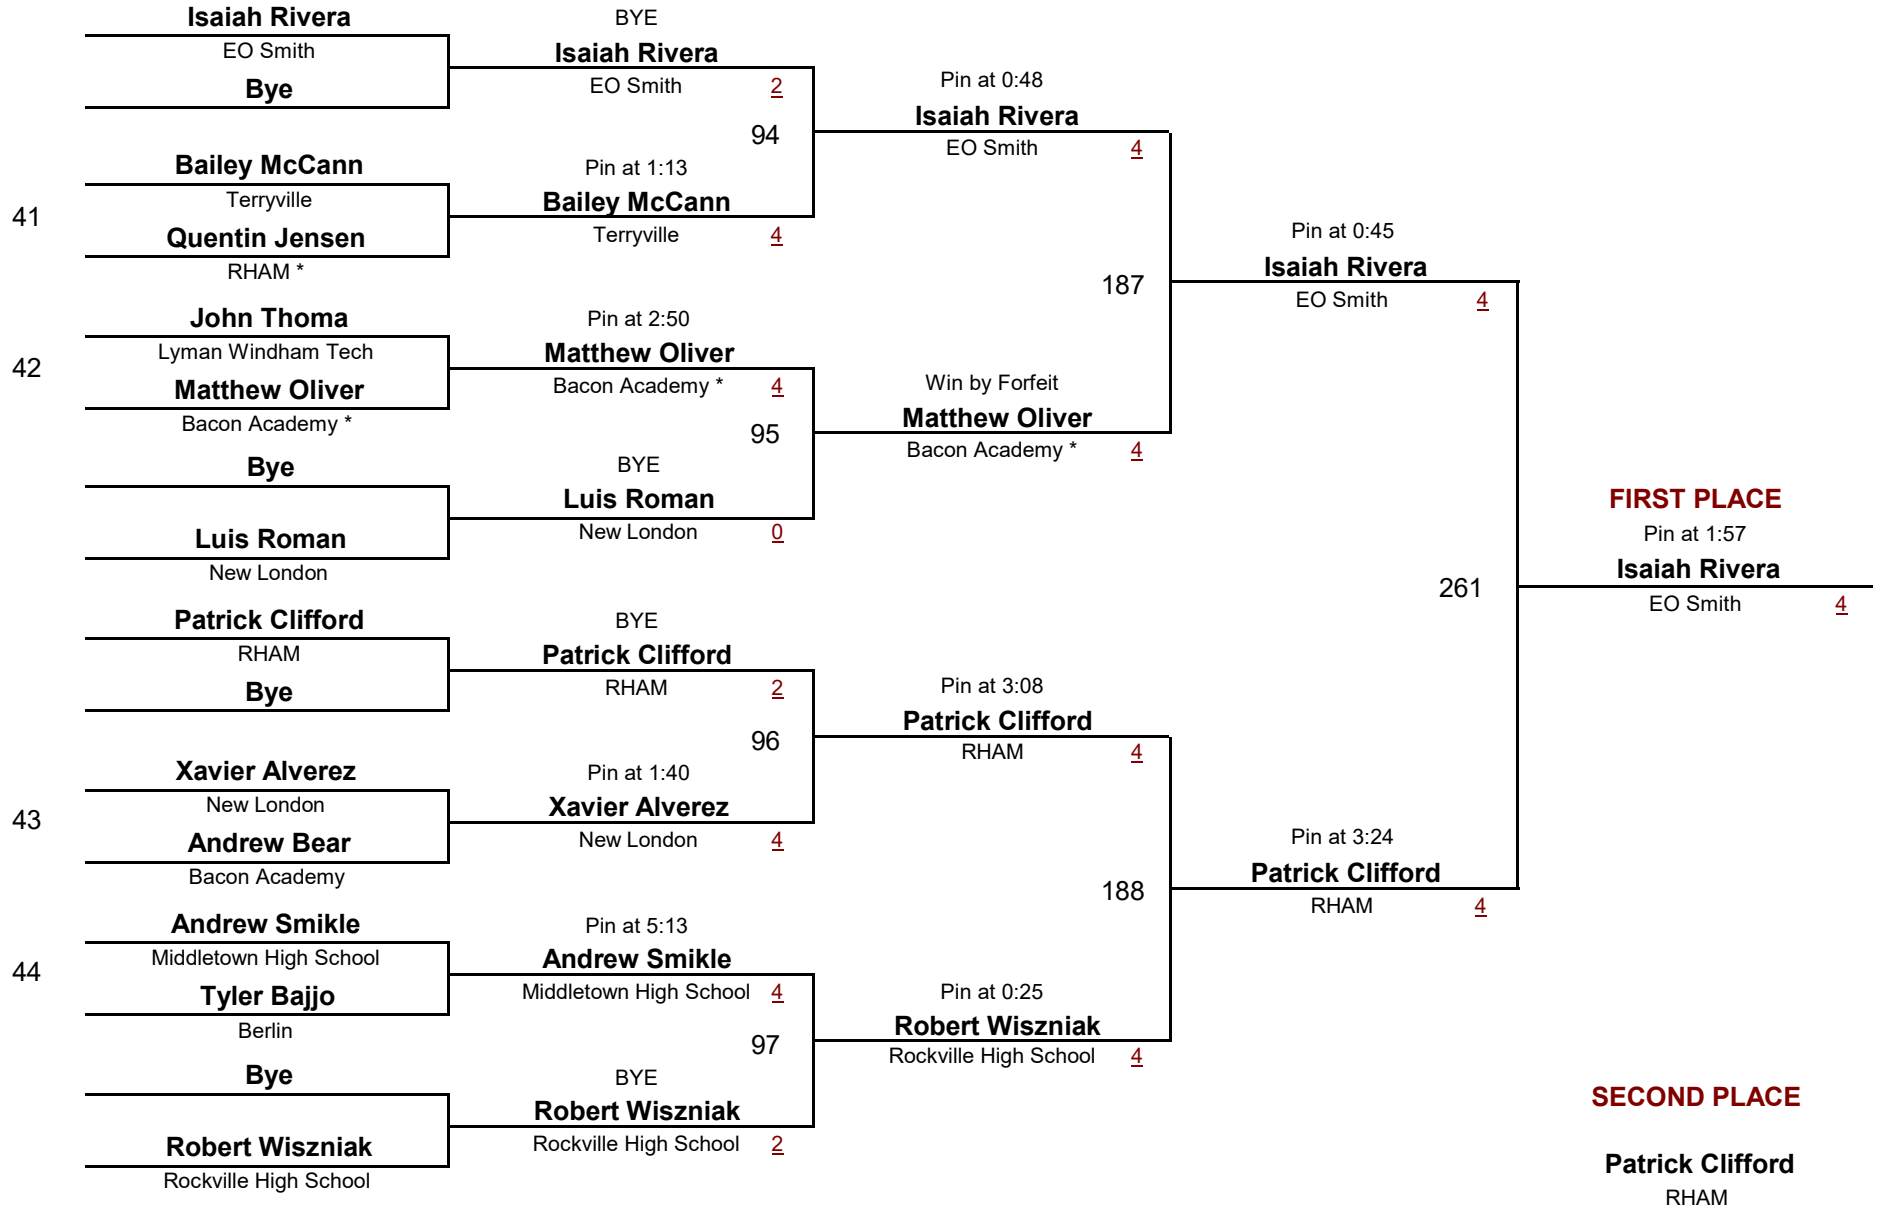 Isaiah Rivera
EO Smith
Bye
41
Bailey McCann
Terryville
Quentin Jensen
RHAM *
42
John Thoma
Lyman Windham Tech
Matthew Oliver
Bacon Academy *
Bye
Luis Roman
New London
Patrick Clifford
RHAM
Bye
43
Xavier Alverez
New London
Andrew Bear
Bacon Academy
44
Andrew Smikle
Middletown High School
Tyler Bajjo
Berlin
Bye
Robert Wiszniak
Rockville High School
BYE
Isaiah Rivera
EO Smith 2
94
Pin at 1:13
Bailey McCann
Terryville 4
Pin at 2:50
Matthew Oliver
Bacon Academy * 4
95
BYE
Luis Roman
New London 0
BYE
Patrick Clifford
RHAM 2
96
Pin at 1:40
Xavier Alverez
New London 4
Pin at 5:13
Andrew Smikle
Middletown High School 4
97
BYE
Robert Wiszniak
Rockville High School 2
Pin at 0:48
Isaiah Rivera
EO Smith 4
187
Win by Forfeit
Matthew Oliver
Bacon Academy * 4
Pin at 3:08
Patrick Clifford
RHAM 4
188
Pin at 0:25
Robert Wiszniak
Rockville High School 4
Pin at 0:45
Isaiah Rivera
EO Smith 4
261
Pin at 3:24
Patrick Clifford
RHAM 4
FIRST PLACE
Pin at 1:57
Isaiah Rivera
EO Smith 4
SECOND PLACE
Patrick Clifford
RHAM